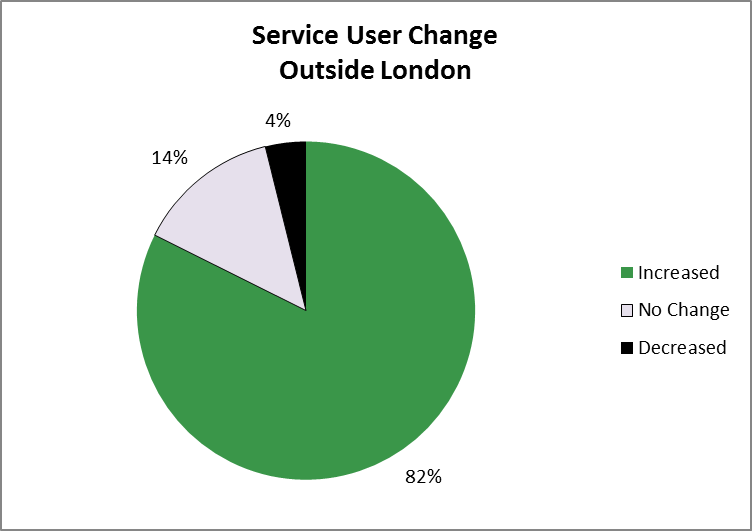 Service User Change
Outside London
4%
14%
Increased
No Change
Decreased
82%